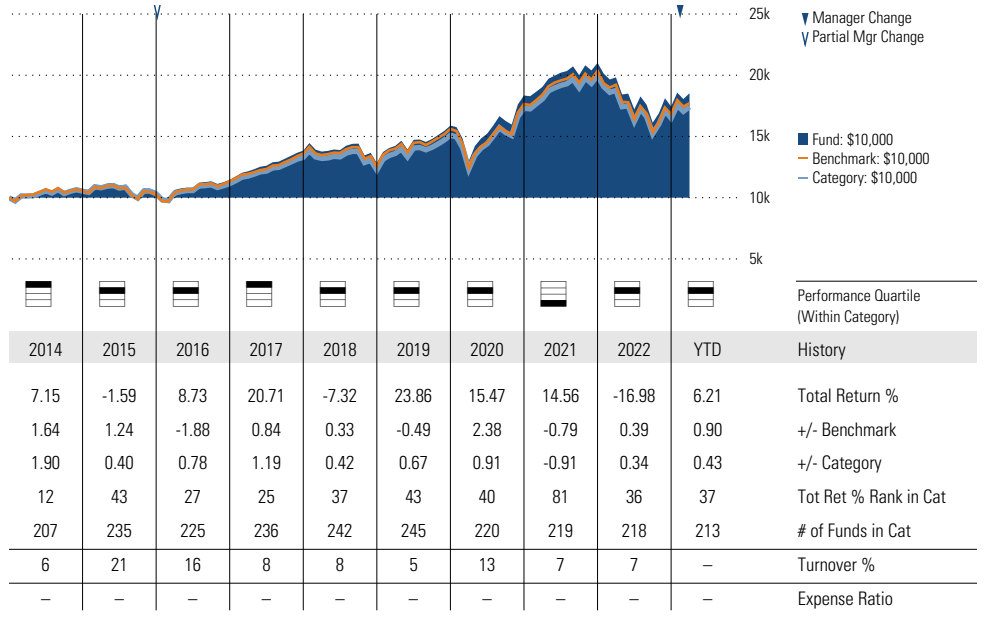 25k
Manager Change
Partial Mgr Change
20k
15k
Fund: $10,000
Benchmark: $10,000
Category: $10,000
10k
5k
Performance Quartile
(Within Category)
2014 2015 2016 2017 2018 2019 2020 2021 2022 YTD History
7.15 -1.59 8.73 20.71 -7.32 23.86 15.47 14.56 -16.98 6.21 Total Return %
1.64 1.24 -1.88 0.84 0.33 -0.49 2.38 -0.79 0.39 0.90 +/- Benchmark
1.90 0.40 0.78 1.19 0.42 0.67 0.91 -0.91 0.34 0.43 +/- Category
12 43 27 25 37 43 40 81 36 37 Tot Ret % Rank in Cat
207 235 225 236 242 245 220 219 218 213 # of Funds in Cat
6 21 16 8 8 5 13 7 7 – Turnover %
– – – – – – – – – – Expense Ratio